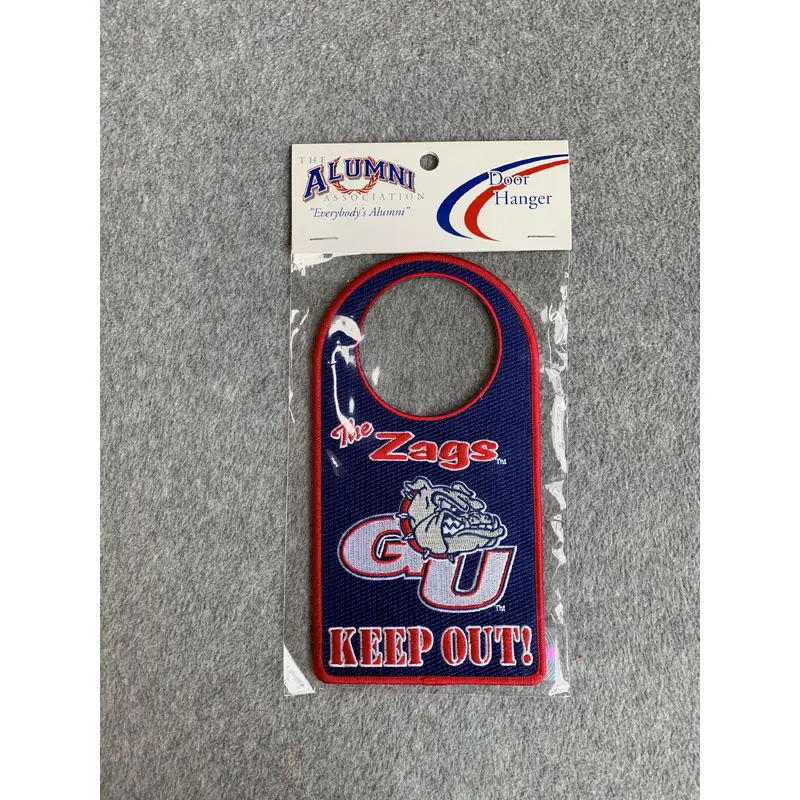 THE
ALUMNI
ASSOCIATION
"Everybody's Alumni"
Door
Hanger
The Zags TM
GU TM
KEEP OUT!